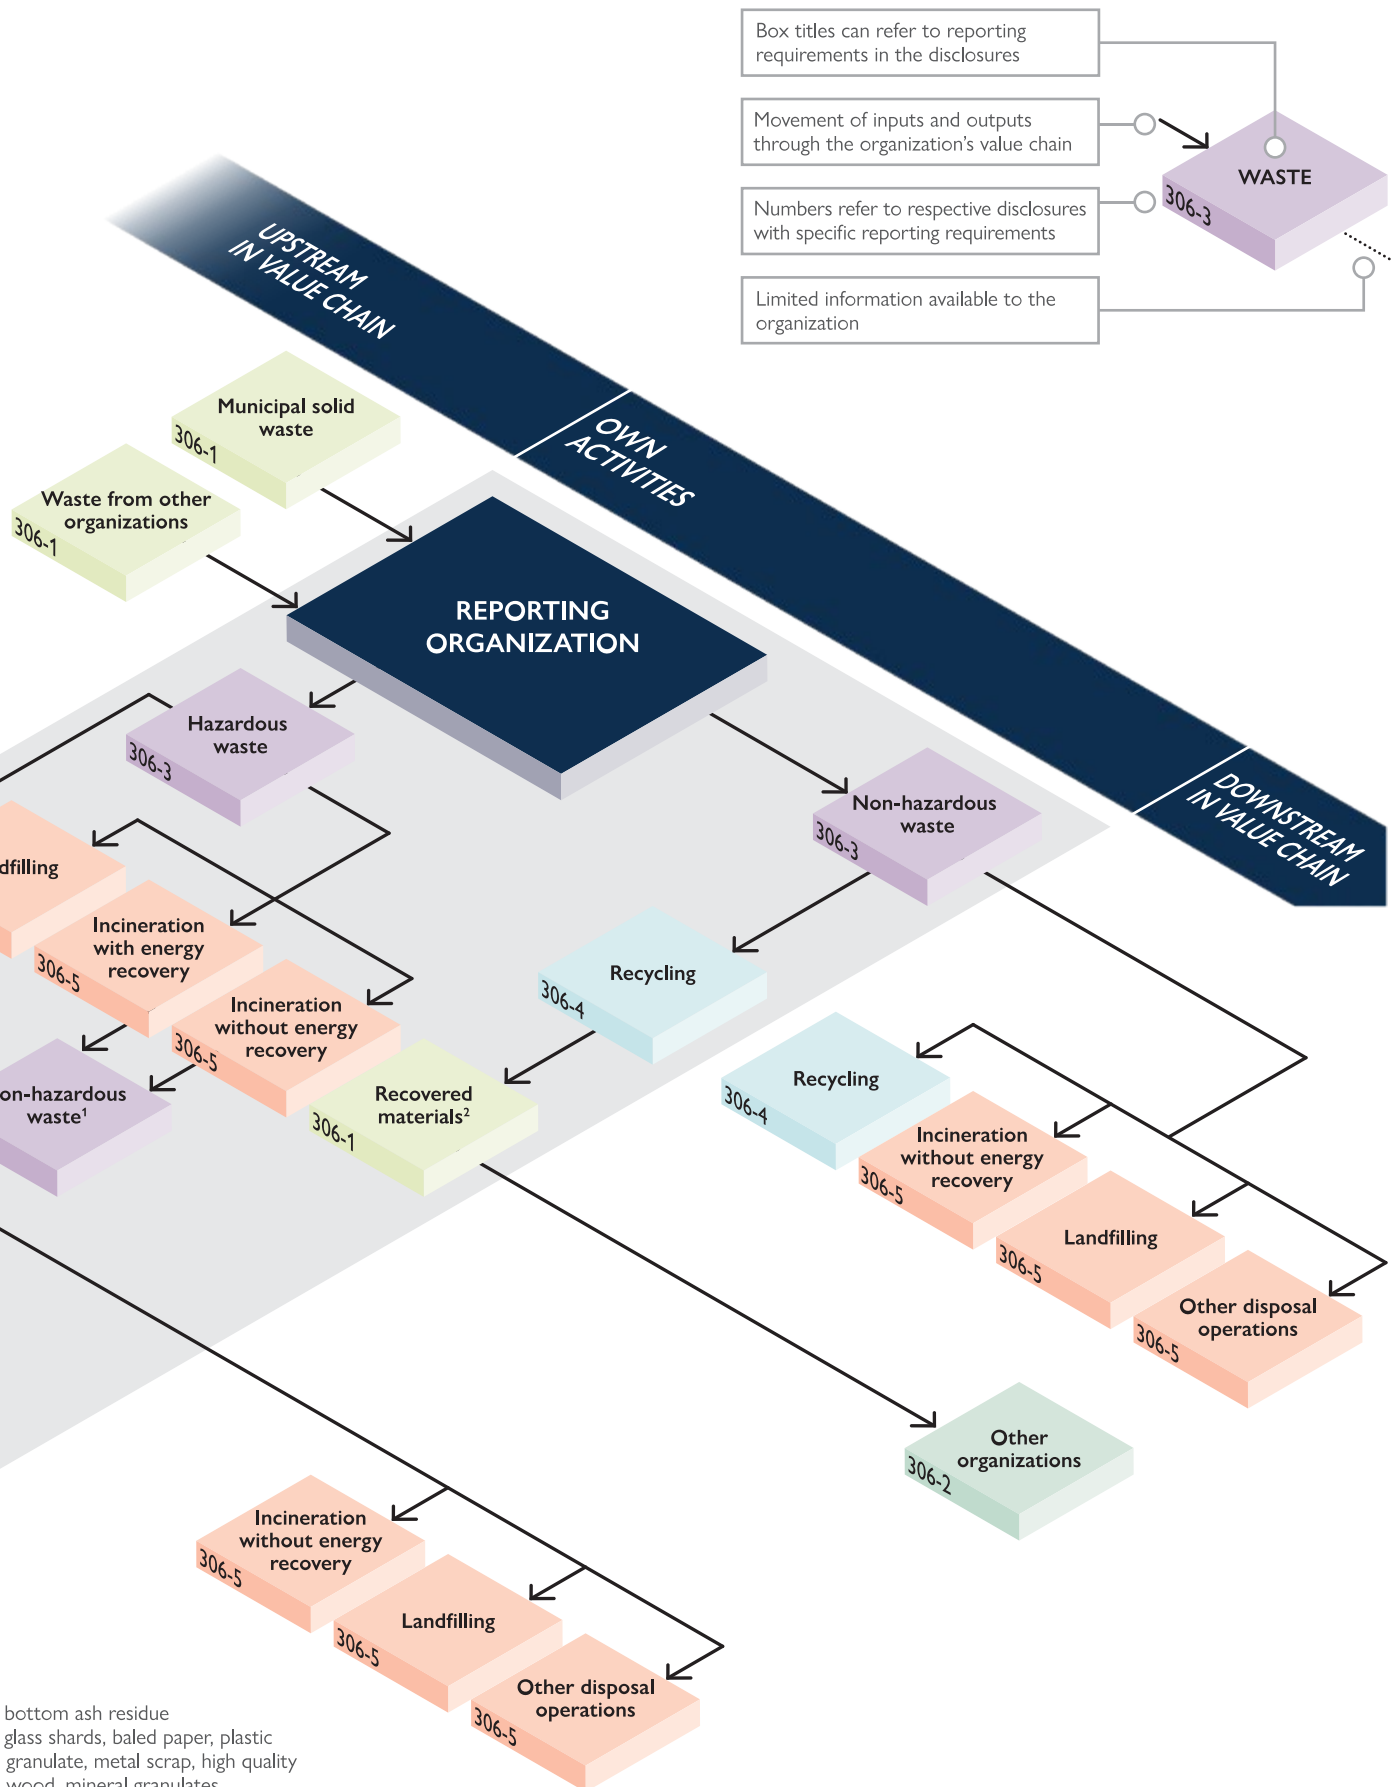 Box titles can refer to reporting
requirements in the disclosures
Movement of inputs and outputs
through the organization's value chain
Numbers refer to respective disclosures
with specific reporting requirements
Limited information available to the
organization
WASTE
306-3
UPSTREAM
IN VALUE CHAIN
OWN
ACTIVITIES
DOWNSTREAM
IN VALUE CHAIN
Municipal solid
waste
306-1
Waste from other
organizations
306-1
REPORTING
ORGANIZATION
Hazardous
waste
306-3
Non-hazardous
waste
306-3
dfilling
Incineration
with energy
recovery
306-5
Incineration
without energy
recovery
306-5
Recycling
306-4
on-hazardous
waste¹
Recovered
materials²
306-1
Recycling
306-4
Incineration
without energy
recovery
306-5
Landfilling
306-5
Other disposal
operations
306-5
Other
organizations
306-2
Incineration
without energy
recovery
306-5
Landfilling
306-5
Other disposal
operations
306-5
bottom ash residue
glass shards, baled paper, plastic
granulate, metal scrap, high quality
wood, mineral granulates